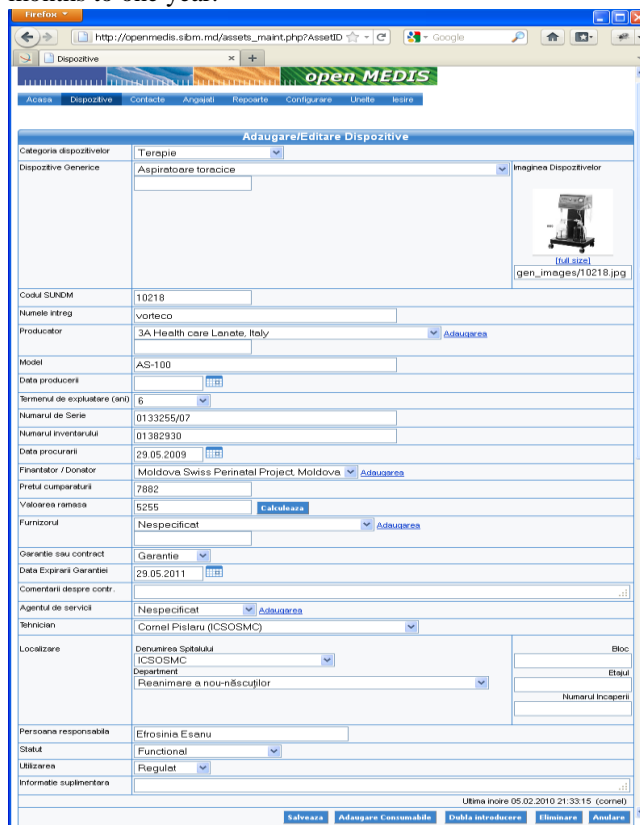 months to one year.
Firefox
http://openmedis.sibm.md/assets_maint.php?AssetID
Google
Dispozitive
open MEDIS
Acasa Dispozitive Contacte Angajati Repoarte Configurare Unelte Iesire
Adaugare/Editare Dispozitive
Categoria dispozitivelor Terapie
Dispozitive Generice Aspiratoare toracice Imaginea Dispozitivelor
[full size]
gen_images/10218.jpg
Codul SUNDM 10218
Numele intreg vorteco
Producator 3A Health care Lanate, Italy Adaugarea
Model AS-100
Data producerii
Termenul de expluatare (ani) 6
Numarul de Serie 0133255/07
Numarul inventarului 01382930
Data procurarii 29.05.2009
Finantator / Donator Moldova Swiss Perinatal Project, Moldova Adaugarea
Pretul cumparaturii 7882
Valoarea ramasa 5255 Calculeaza
Furnizorul Nespecificat Adaugarea
Garantie sau contract Garantie
Data Expirarii Garantiei 29.05.2011
Comentarii despre contr.
Agentul de servicii Nespecificat Adaugarea
Tehnician Cornel Pislaru (ICSOSMC)
Localizare Denumirea Spitalului Bloc
ICSOSMC
Department Etajul
Reanimare a nou-născuților
Numarul Incaperii
Persoana responsabila Efrosinia Esanu
Statut Functional
Utilizarea Regulat
Informatie suplimentara
Ultima inoire 05.02.2010 21:33:15 (cornel)
Salveaza Adaugare Consumabile Dubla introducere Eliminare Anulare